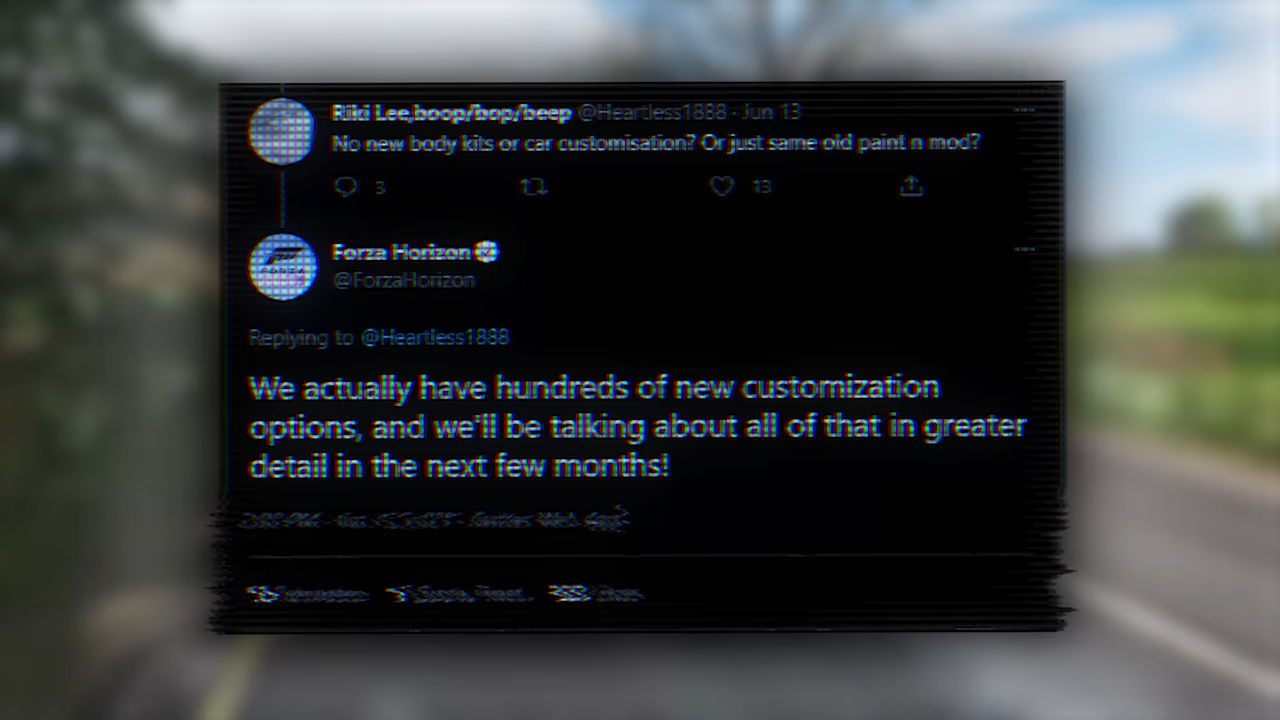 Riki Lee,boop/bop/beep @Heartless1888 · Jun 13
No new body kits or car customisation? Or just same old paint n mod?
3 13
Forza Horizon
@ForzaHorizon
Replying to @Heartless1888
We actually have hundreds of new customization
options, and we'll be talking about all of that in greater
detail in the next few months!